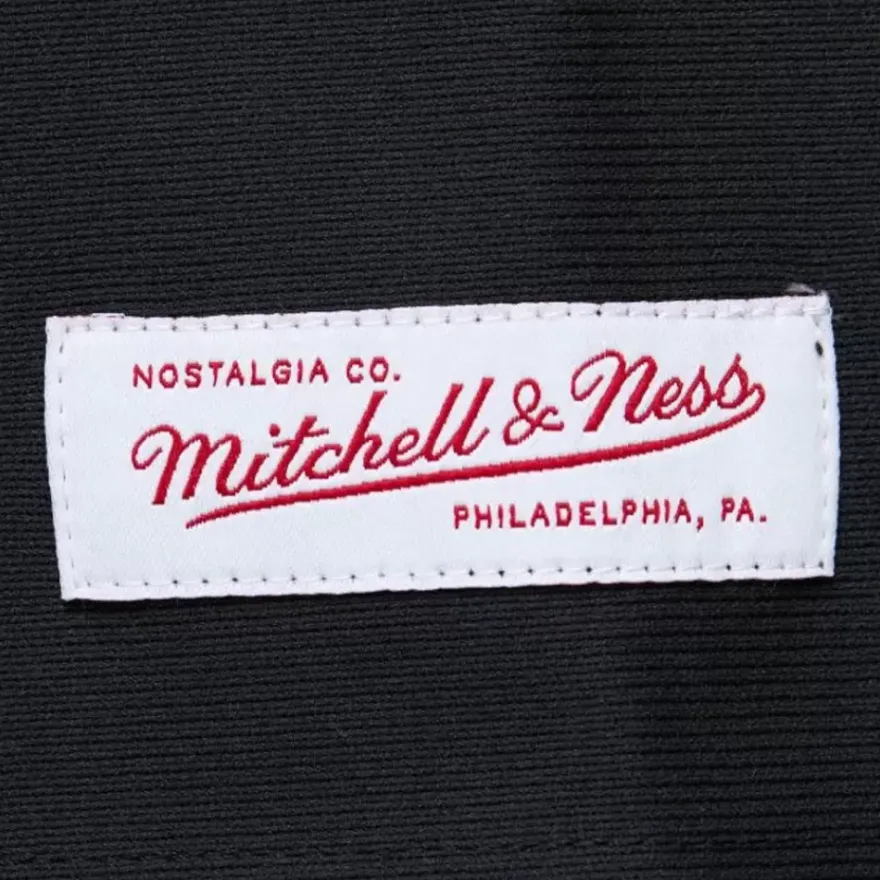 NOSTALGIA CO.
Mitchell & Ness
PHILADELPHIA, PA.